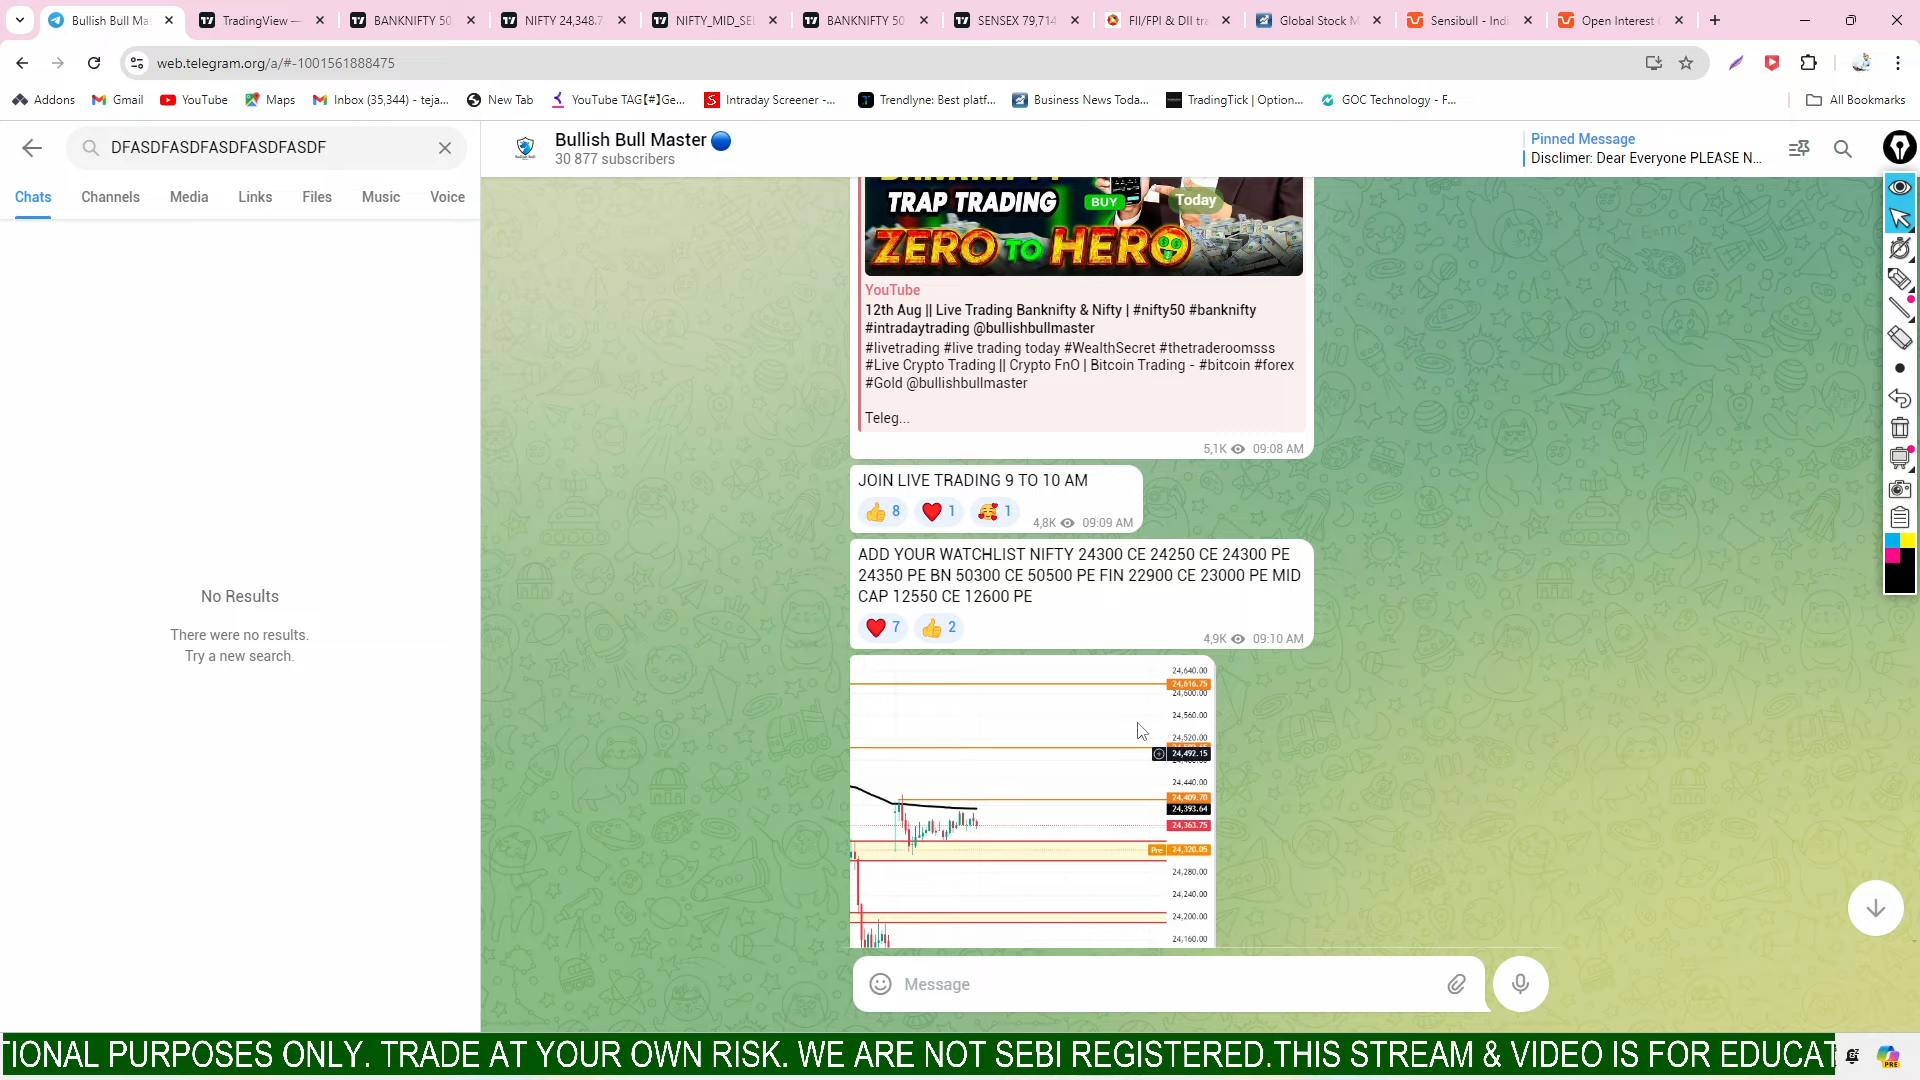 Bullish Bull Ma
TradingView —
BANKNIFTY 50
NIFTY 24,348.7
NIFTY_MID_SEL
BANKNIFTY 50
SENSEX 79,714
FII/FPI & DII tra
Global Stock M
Sensibull - Indi
Open Interest
web.telegram.org/a/#-1001561888475
Addons
Gmail
YouTube
Maps
Inbox (35,344) - teja...
New Tab
YouTube TAG【#】Ge...
Intraday Screener -...
Trendlyne: Best platf...
Business News Toda...
TradingTick | Option...
GOC Technology - F...
All Bookmarks
DFASDFASDFASDFASDFASDF
Chats
Channels
Media
Links
Files
Music
Voice
No Results
There were no results.
Try a new search.
Bullish Bull Master
30 877 subscribers
Pinned Message
Disclimer: Dear Everyone PLEASE N...
TRAP TRADING
BUY
Today
ZERO TO HERO
YouTube
12th Aug || Live Trading Banknifty & Nifty | #nifty50 #banknifty
#intradaytrading @bullishbullmaster
#livetrading #live trading today #WealthSecret #thetraderoomsss
#Live Crypto Trading || Crypto FnO | Bitcoin Trading - #bitcoin #forex
#Gold @bullishbullmaster
Teleg...
5,1K 09:08 AM
JOIN LIVE TRADING 9 TO 10 AM
8
1
1
4,8K 09:09 AM
ADD YOUR WATCHLIST NIFTY 24300 CE 24250 CE 24300 PE
24350 PE BN 50300 CE 50500 PE FIN 22900 CE 23000 PE MID
CAP 12550 CE 12600 PE
7
2
4,9K 09:10 AM
24,640.00
24,616.75
24,600.00
24,560.00
24,520.00
24,492.15
24,440.00
24,409.70
24,393.64
24,363.75
Pre 24,320.05
24,280.00
24,240.00
24,200.00
24,160.00
Message
TIONAL PURPOSES ONLY. TRADE AT YOUR OWN RISK. WE ARE NOT SEBI REGISTERED.THIS STREAM & VIDEO IS FOR EDUCAT
PRE